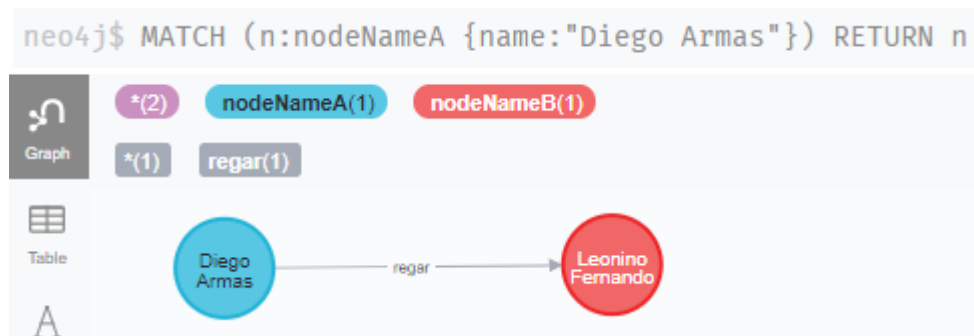 neo4j$ MATCH (n:nodeNameA {name:"Diego Armas"}) RETURN n
*(2) nodeNameA(1) nodeNameB(1)
Graph
*(1) regar(1)
Table
Diego
Armas
regar
Leonino
Fernando
A